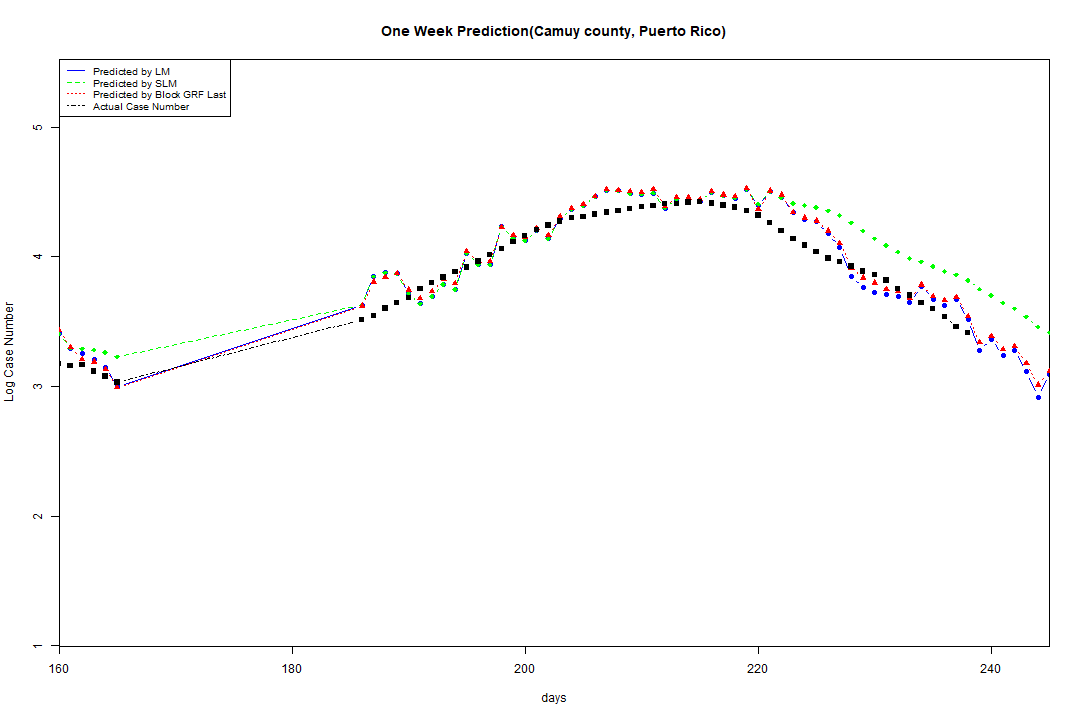 One Week Prediction(Camuy county, Puerto Rico)
Predicted by LM
Predicted by SLM
Predicted by Block GRF Last
Actual Case Number
5
4
3
2
1
Log Case Number
160 180 200 220 240
days